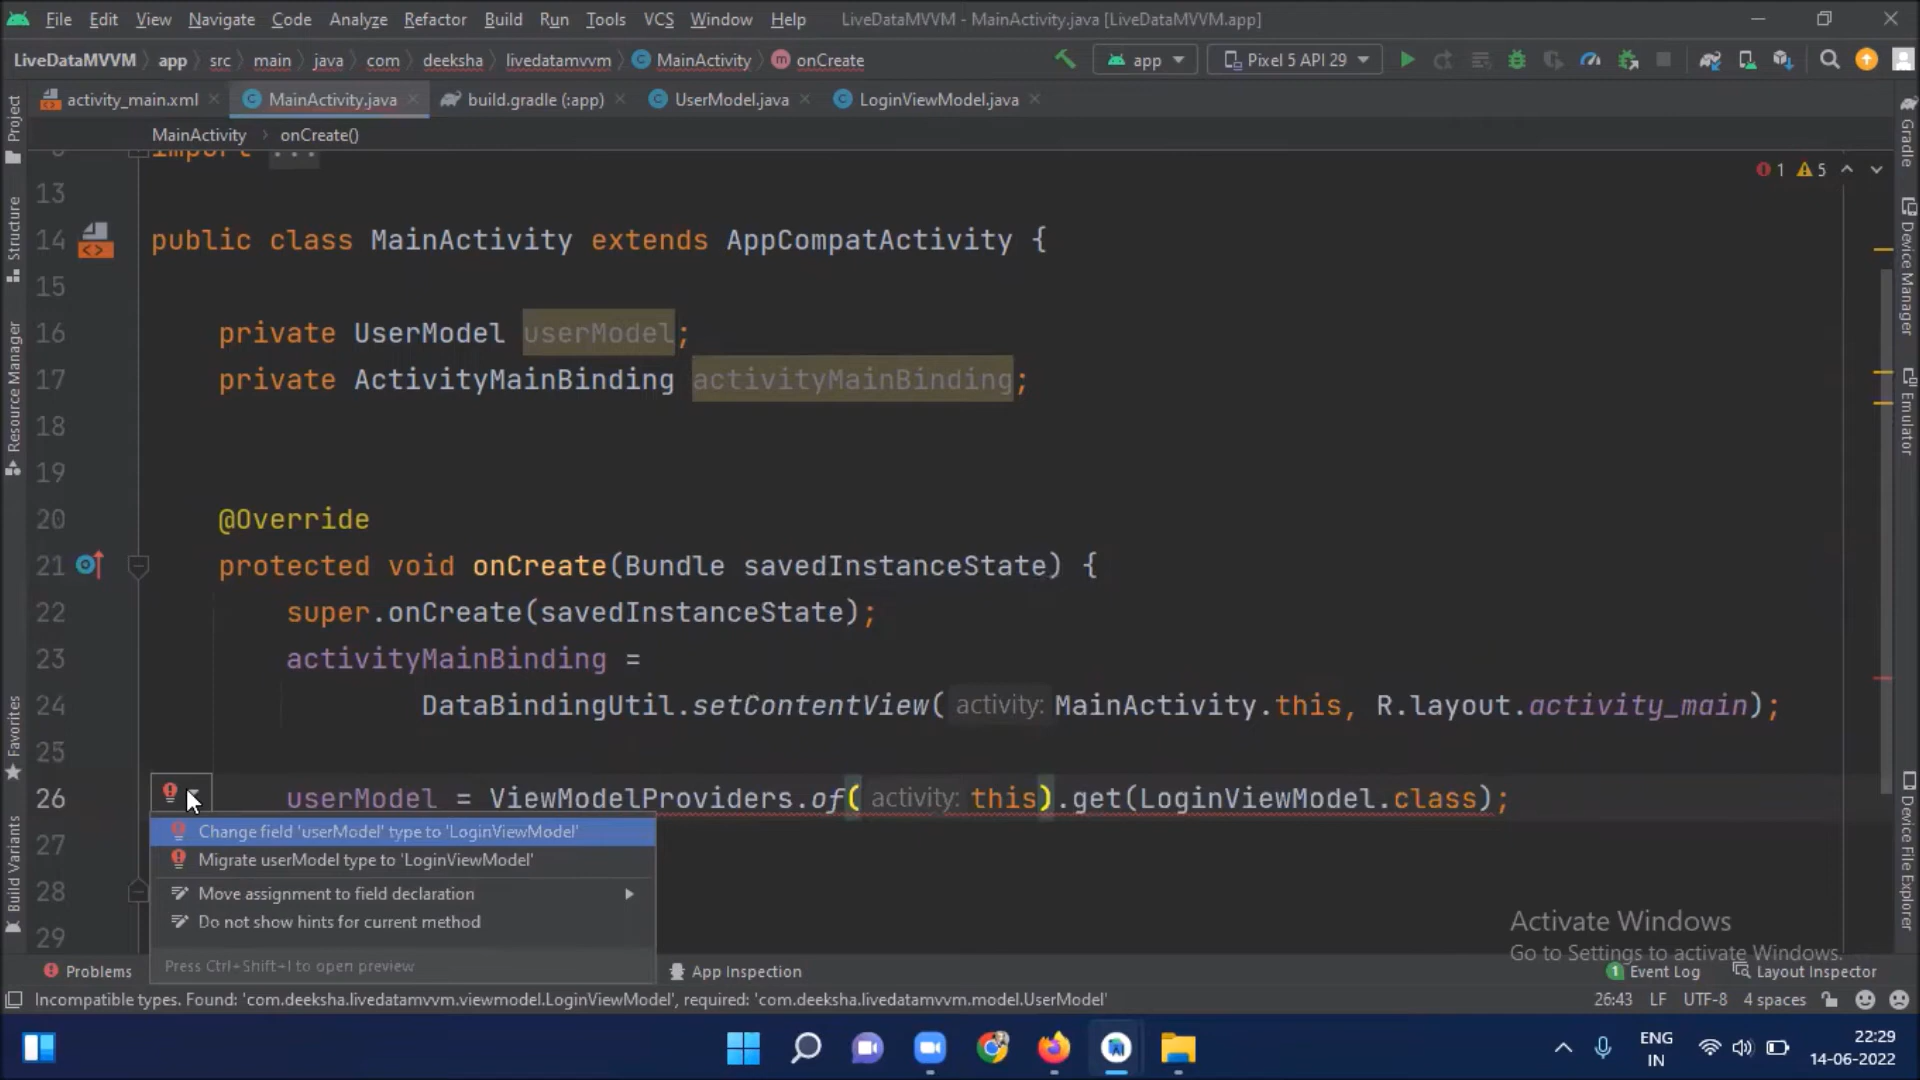 File Edit View Navigate Code Analyze Refactor Build Run Tools VCS Window Help LiveDataMVVM - MainActivity.java [LiveDataMVVM.app]
LiveDataMVVM app src main java com deeksha livedatamvvm MainActivity onCreate app Pixel 5 API 29
activity_main.xml MainActivity.java build.gradle (:app) UserModel.java LoginViewModel.java
MainActivity onCreate()
import ...
1 5
13
14 public class MainActivity extends AppCompatActivity {
15
16 private UserModel userModel;
17 private ActivityMainBinding activityMainBinding;
18
19
20 @Override
21 protected void onCreate(Bundle savedInstanceState) {
22 super.onCreate(savedInstanceState);
23 activityMainBinding =
24 DataBindingUtil.setContentView( activity: MainActivity.this, R.layout.activity_main);
25
26 userModel = ViewModelProviders.of( activity: this).get(LoginViewModel.class);
27
28
29
Change field 'userModel' type to 'LoginViewModel'
Migrate userModel type to 'LoginViewModel'
Move assignment to field declaration
Do not show hints for current method
Press Ctrl+Shift+I to open preview
Project
Structure
Resource Manager
Favorites
Build Variants
Gradle
Device Manager
Emulator
Device File Explorer
Activate Windows
Go to Settings to activate Windows.
Problems App Inspection 1 Event Log Layout Inspector
Incompatible types. Found: 'com.deeksha.livedatamvvm.viewmodel.LoginViewModel', required: 'com.deeksha.livedatamvvm.model.UserModel' 26:43 LF UTF-8 4 spaces
ENG
IN
22:29
14-06-2022